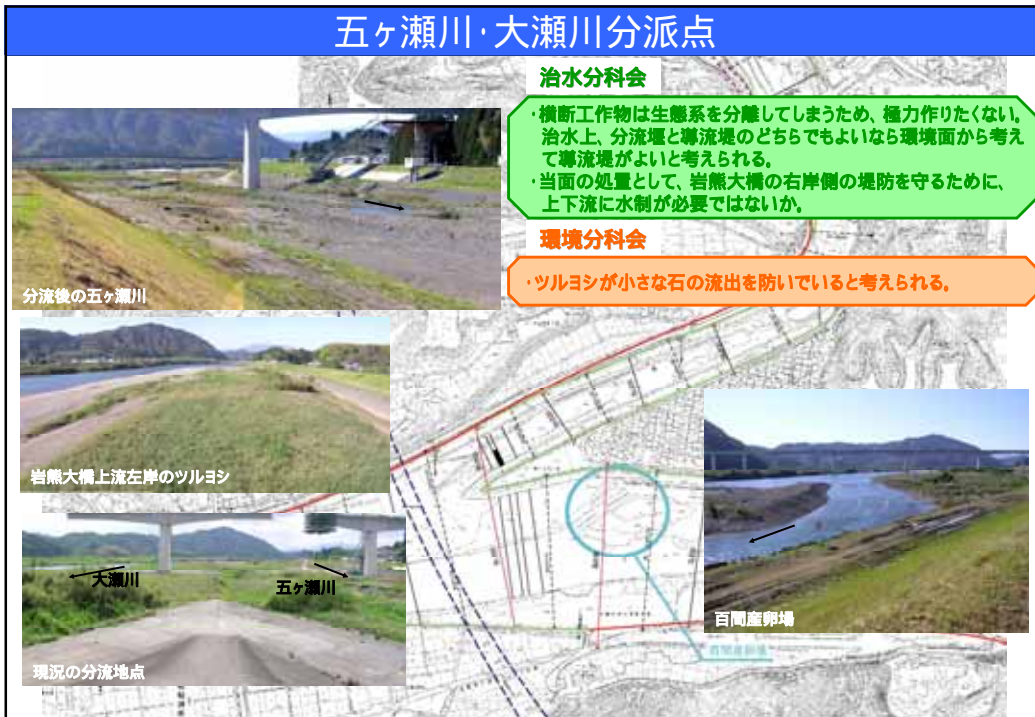 五ヶ瀬川・大瀬川分派点
治水分科会
・横断工作物は生態系を分離してしまうため、極力作りたくない。
治水上、分流堰と導流堤のどちらでもよいなら環境面から考え
て導流堤がよいと考えられる。
・当面の処置として、岩熊大橋の右岸側の堤防を守るために、
上下流に水制が必要ではないか。
環境分科会
・ツルヨシが小さな石の流出を防いでいると考えられる。
分流後の五ヶ瀬川
岩熊大橋上流左岸のツルヨシ
大瀬川
五ヶ瀬川
現況の分流地点
百間産卵場
百間産卵場